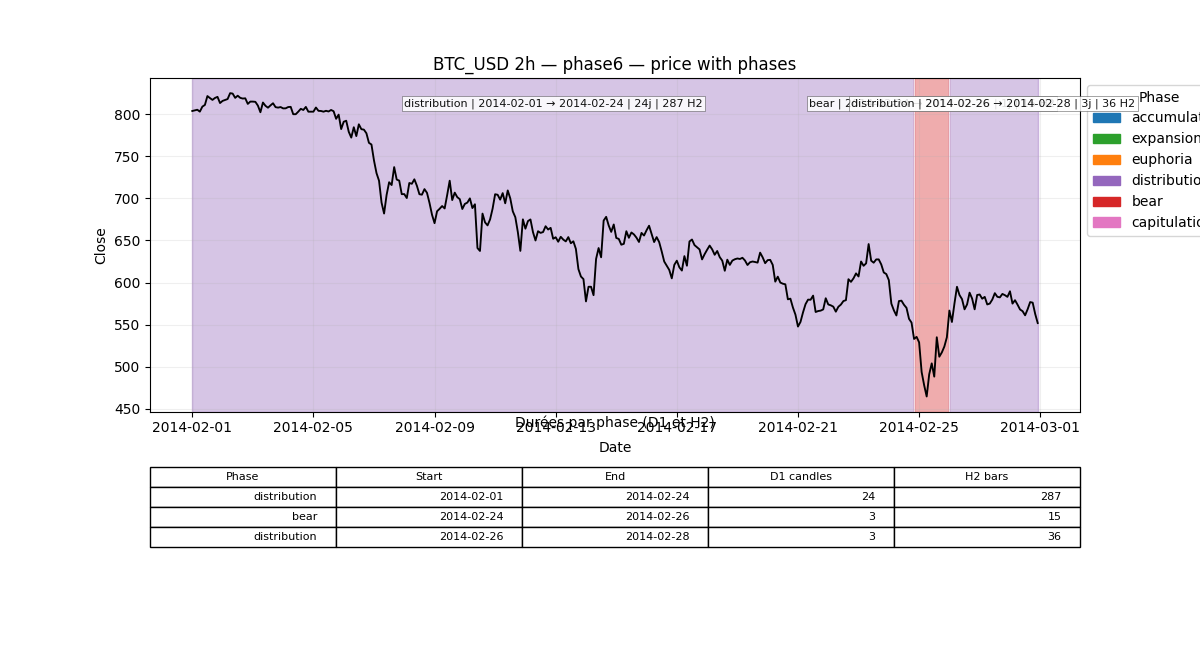 BTC_USD 2h — phase6 — price with phases
distribution | 2014-02-01 → 2014-02-24 | 24j | 287 H2
bear | 2
distribution | 2014-02-26 → 2014-02-28 | 3j | 36 H2
Phase
accumulat
expansion
euphoria
distributio
bear
capitulatio
Close
800
750
700
650
600
550
500
450
2014-02-01 2014-02-05 2014-02-09 2014-02-13 2014-02-17 2014-02-21 2014-02-25 2014-03-01
Durées par phase (D1 et H2)
Date
Phase Start End D1 candles H2 bars
distribution 2014-02-01 2014-02-24 24 287
bear 2014-02-24 2014-02-26 3 15
distribution 2014-02-26 2014-02-28 3 36